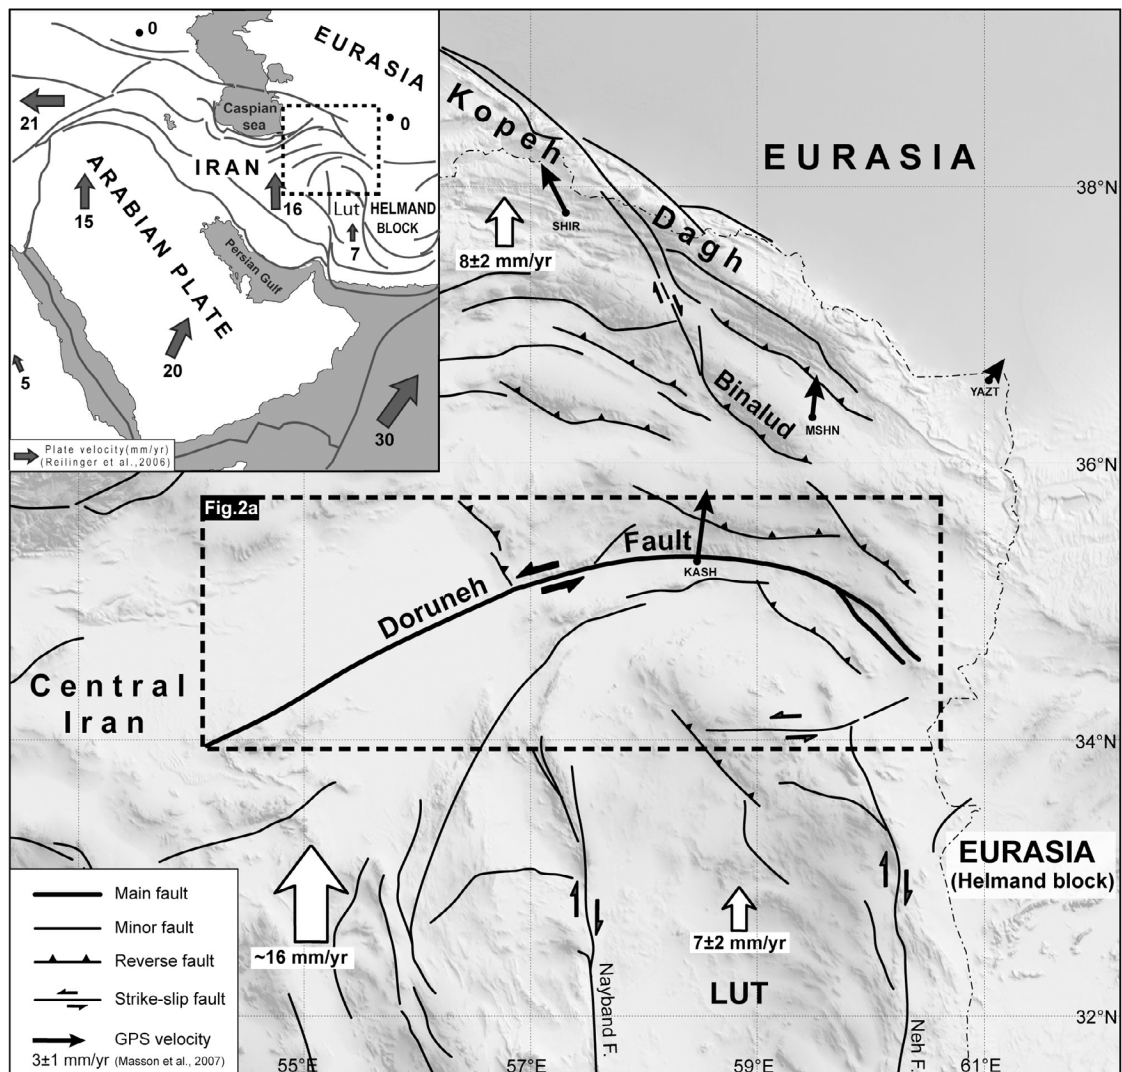 0
EURASIA
Caspian
sea
0
21
IRAN
ARABIAN PLATE
15
16
Lut
HELMAND
BLOCK
7
Persian Gulf
20
5
30
Plate velocity(mm/yr)
(Reilinger et al.,2006)
Kopeh
Dagh
EURASIA
38°N
SHIR
8±2 mm/yr
YAZT
Binalud
MSHN
36°N
Fig.2a
Fault
KASH
Doruneh
Central
Iran
34°N
EURASIA
(Helmand block)
~16 mm/yr
7±2 mm/yr
LUT
Nayband F.
Neh F.
32°N
Main fault
Minor fault
Reverse fault
Strike-slip fault
GPS velocity
3±1 mm/yr (Masson et al., 2007)
55°E
57°E
59°E
61°E